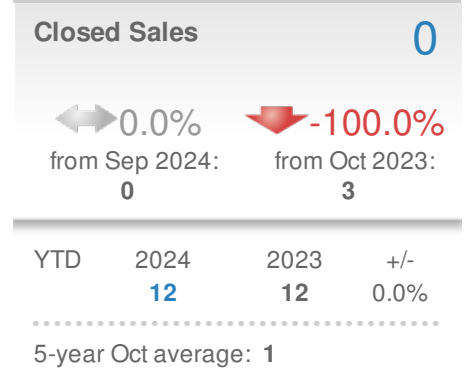 Closed Sales 0
0.0% -100.0%
from Sep 2024: from Oct 2023:
0 3
YTD 2024 2023 +/-
12 12 0.0%
5-year Oct average: 1